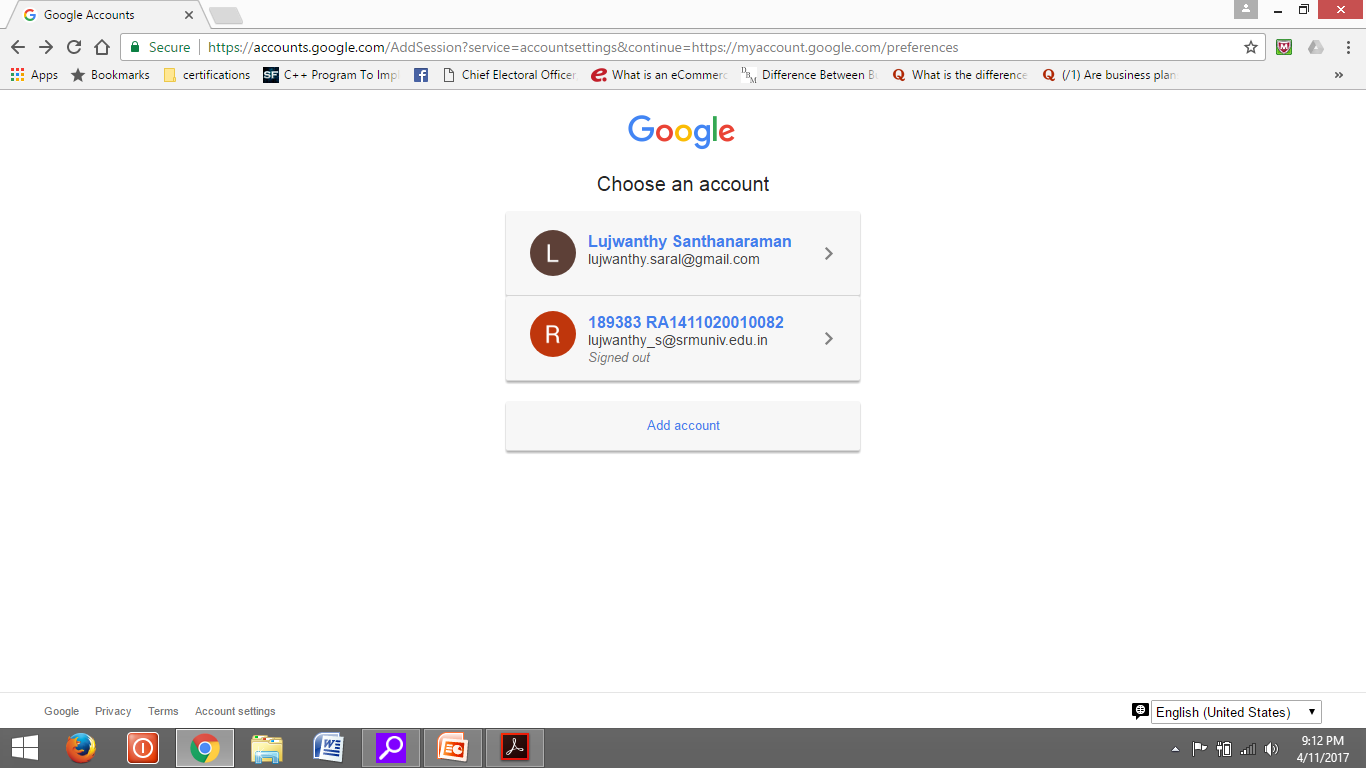 Google Accounts
Secure
https://accounts.google.com/AddSession?service=accountsettings&continue=https://myaccount.google.com/preferences
Apps
Bookmarks
certifications
SF
C++ Program To Impl
Chief Electoral Officer
What is an eCommerc
DBM
Difference Between B
What is the difference
(/1) Are business plan
Google
Choose an account
L
Lujwanthy Santhanaraman
lujwanthy.saral@gmail.com
R
189383 RA1411020010082
lujwanthy_s@srmuniv.edu.in
Signed out
Add account
Google
Privacy
Terms
Account settings
English (United States)
9:12 PM
4/11/2017